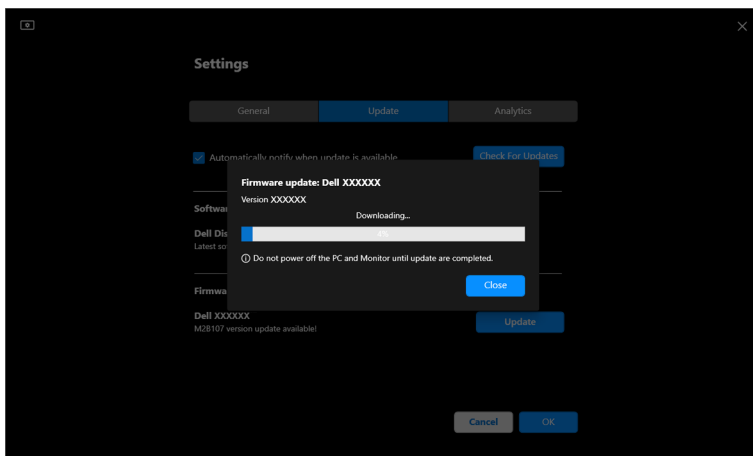 Settings
General Update Analytics
Automatically notify when update is available Check For Updates
Firmware update: Dell XXXXXX
Version XXXXXX
Softwar
Downloading...
Dell Dis
4%
Latest so
Do not power off the PC and Monitor until update are completed.
Close
Firmwa
Dell XXXXXX
Update
M2B107 version update available!
Cancel OK